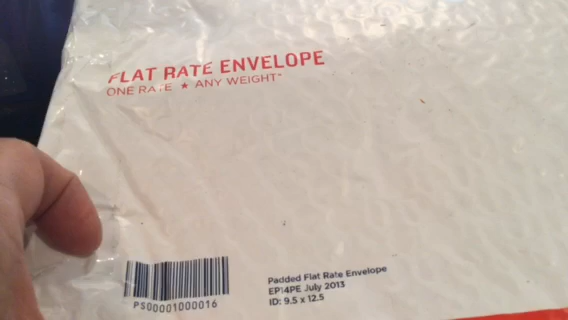 FLAT RATE ENVELOPE
ONE RATE ★ ANY WEIGHT™
PS00001000016
Padded Flat Rate Envelope
EP14PE July 2013
ID: 9.5 x 12.5